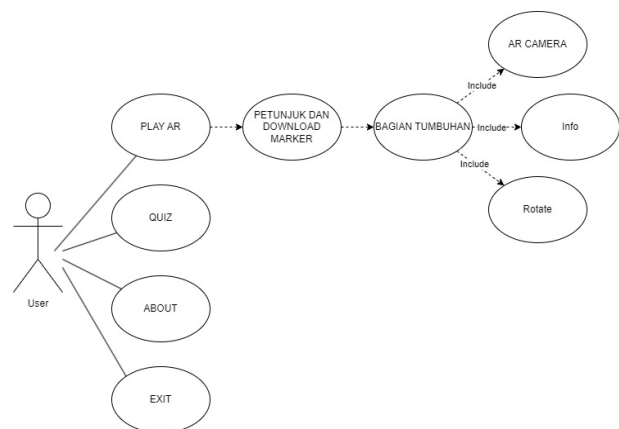 AR CAMERA
Include
PLAY AR
PETUNJUK DAN
DOWNLOAD
MARKER
BAGIAN TUMBUHAN
Include
Info
Include
Rotate
QUIZ
User
ABOUT
EXIT